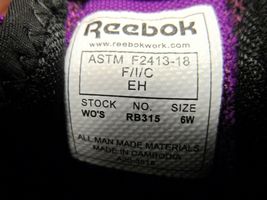 Reebok
www.reebokwork.com
ASTM F2413-18
F/I/C
EH
STOCK NO. SIZE
WO'S RB315 6W
ALL MAN MADE MATERIALS
MADE IN CAMBODIA